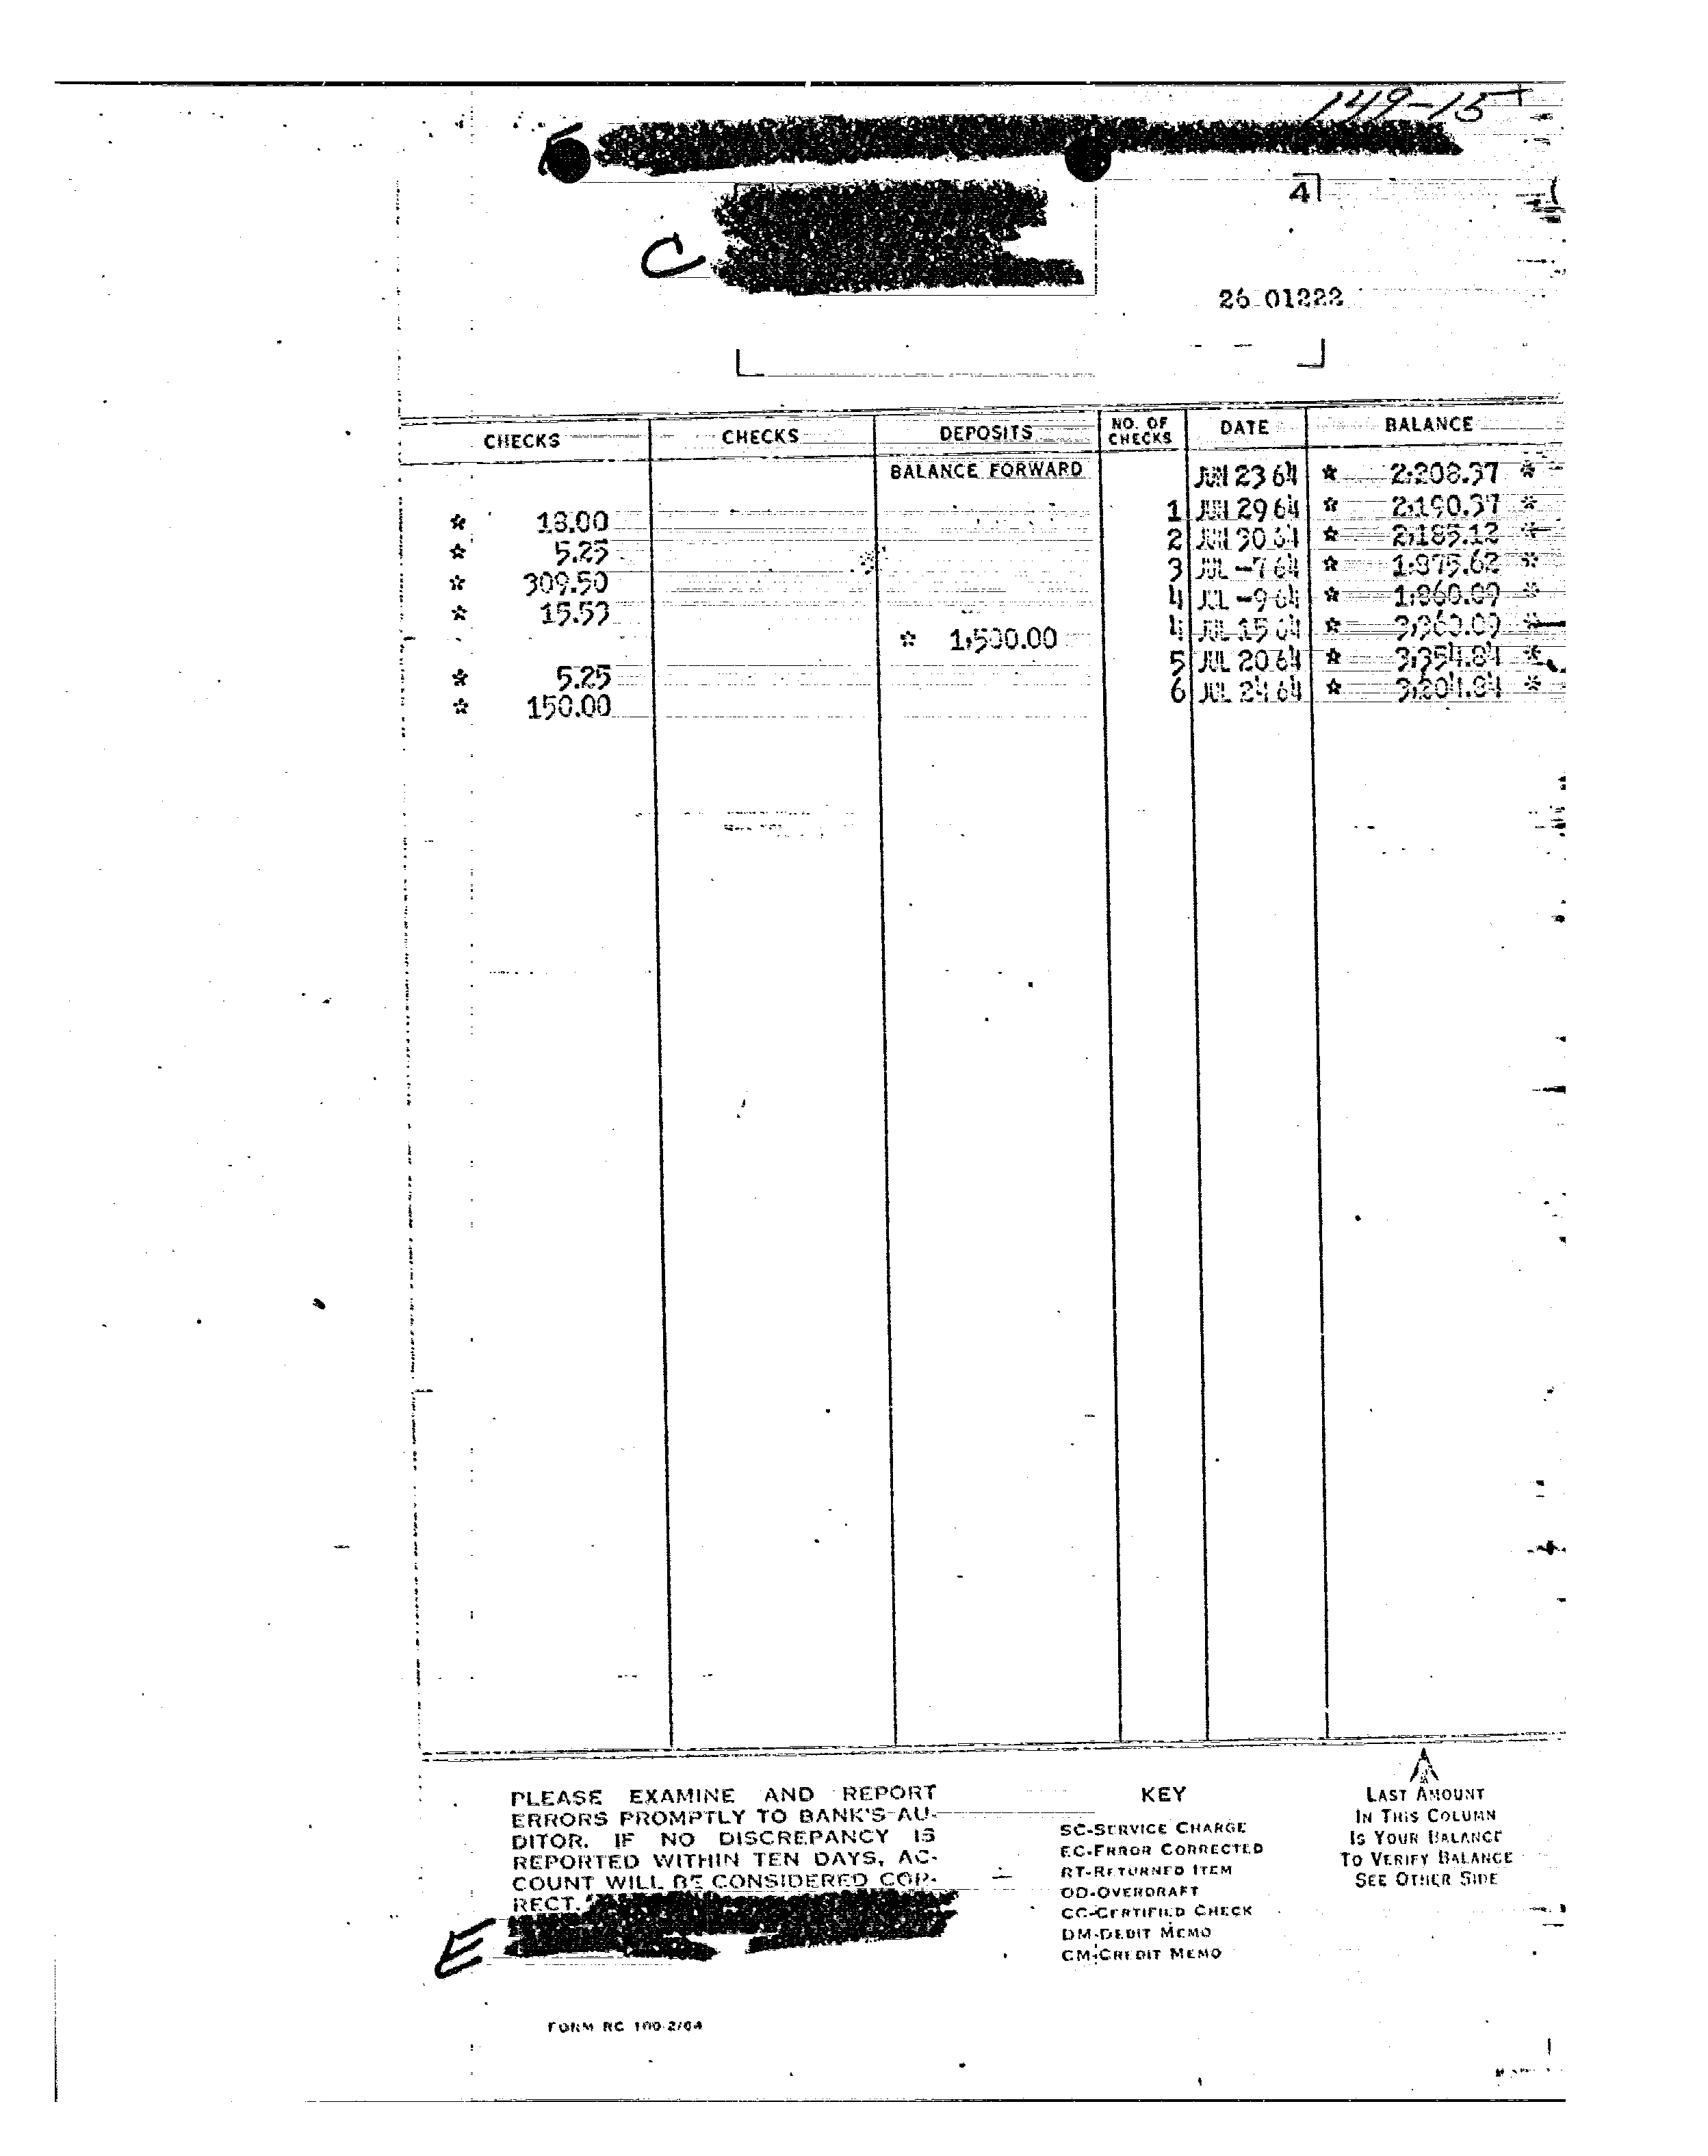 149-15
4
26 01222
CHECKS CHECKS DEPOSITS NO. OF CHECKS DATE BALANCE
BALANCE FORWARD JUN 23 64 * 2,208.37 *
* 18.00 1 JUN 29 64 * 2,190.37 *
* 5.25 2 JUN 30 64 * 2,185.12 *
* 309.50 3 JUL -7 64 * 1,875.62 *
* 15.53 4 JUL -9 64 * 1,860.09 *
* 1,500.00 4 JUL 15 64 * 3,360.09 *
* 5.25 5 JUL 20 64 * 3,354.84 *
* 150.00 6 JUL 24 64 * 3,204.84 *
PLEASE EXAMINE AND REPORT
ERRORS PROMPTLY TO BANK'S AU-
DITOR. IF NO DISCREPANCY IS
REPORTED WITHIN TEN DAYS, AC-
COUNT WILL BE CONSIDERED COR-
RECT.
C
E
KEY
SC-SERVICE CHARGE
EC-ERROR CORRECTED
RT-RETURNED ITEM
OD-OVERDRAFT
CC-CERTIFIED CHECK
DM-DEBIT MEMO
CM-CREDIT MEMO
LAST AMOUNT
IN THIS COLUMN
IS YOUR BALANCE
TO VERIFY BALANCE
SEE OTHER SIDE
FORM RC 100-2/64